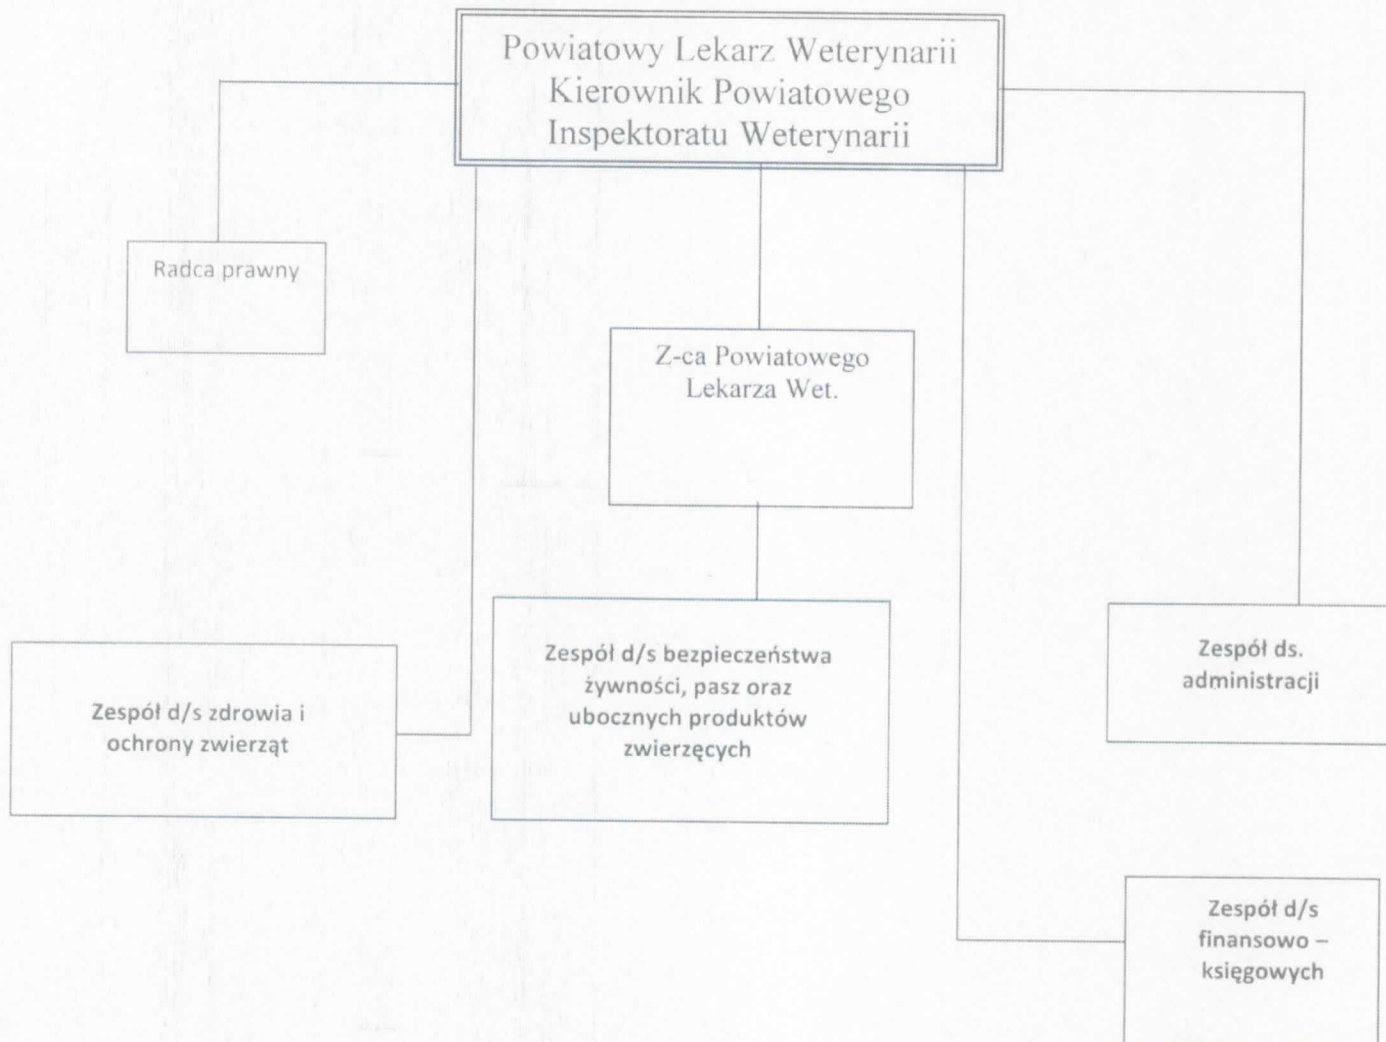 Powiatowy Lekarz Weterynarii
Kierownik Powiatowego
Inspektoratu Weterynarii
Radca prawny
Z-ca Powiatowego
Lekarza Wet.
Zespół d/s zdrowia i
ochrony zwierząt
Zespół d/s bezpieczeństwa
żywności, pasz oraz
ubocznych produktów
zwierzęcych
Zespół ds.
administracji
Zespół d/s
finansowo –
księgowych